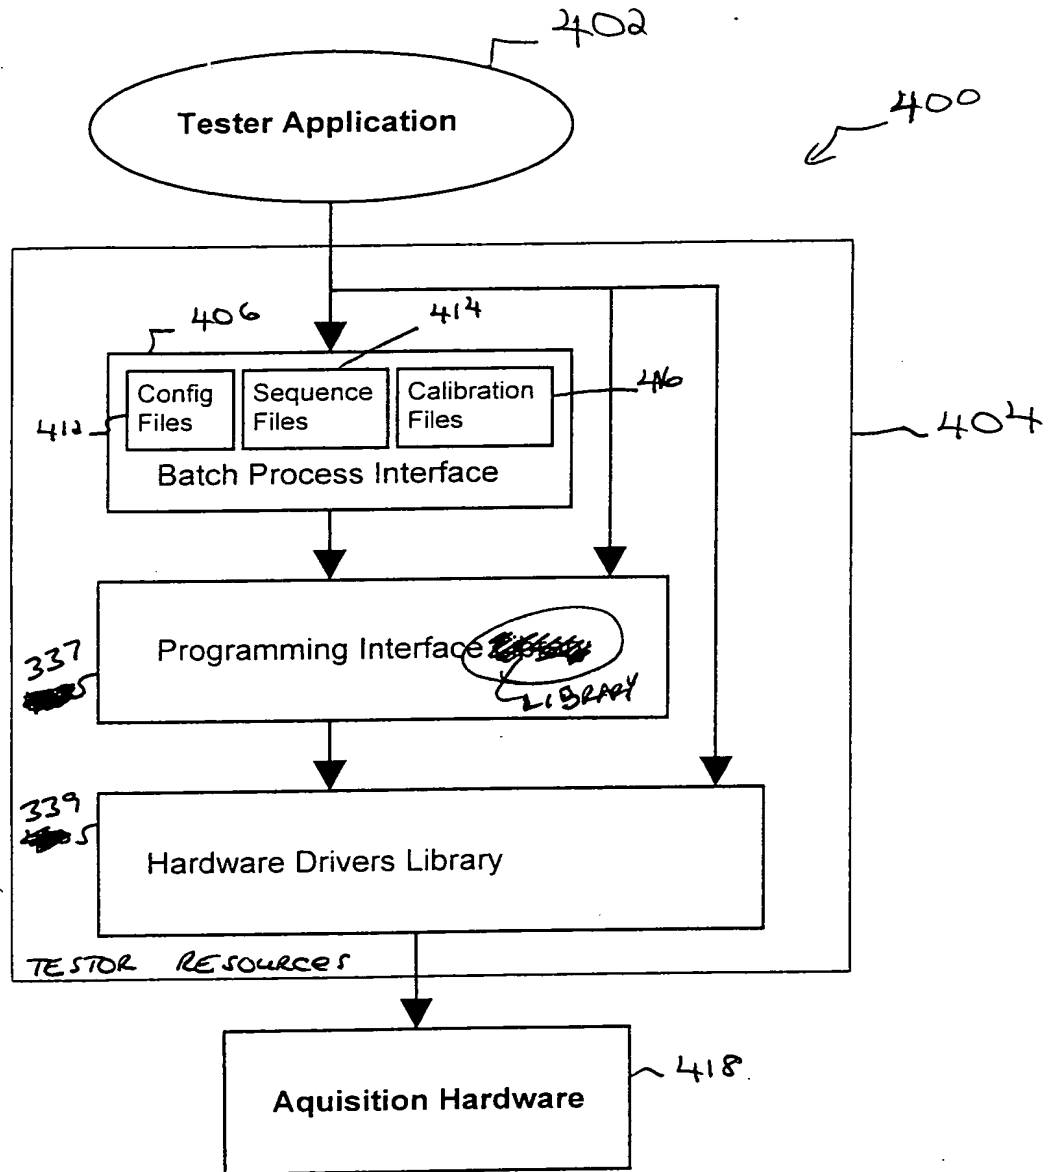 402
Tester Application
400
406
414
Config Files
Sequence Files
Calibration Files
416
412
Batch Process Interface
404
Programming Interface
LIBRARY
337
339
Hardware Drivers Library
TESTOR RESOURCES
Aquisition Hardware
418